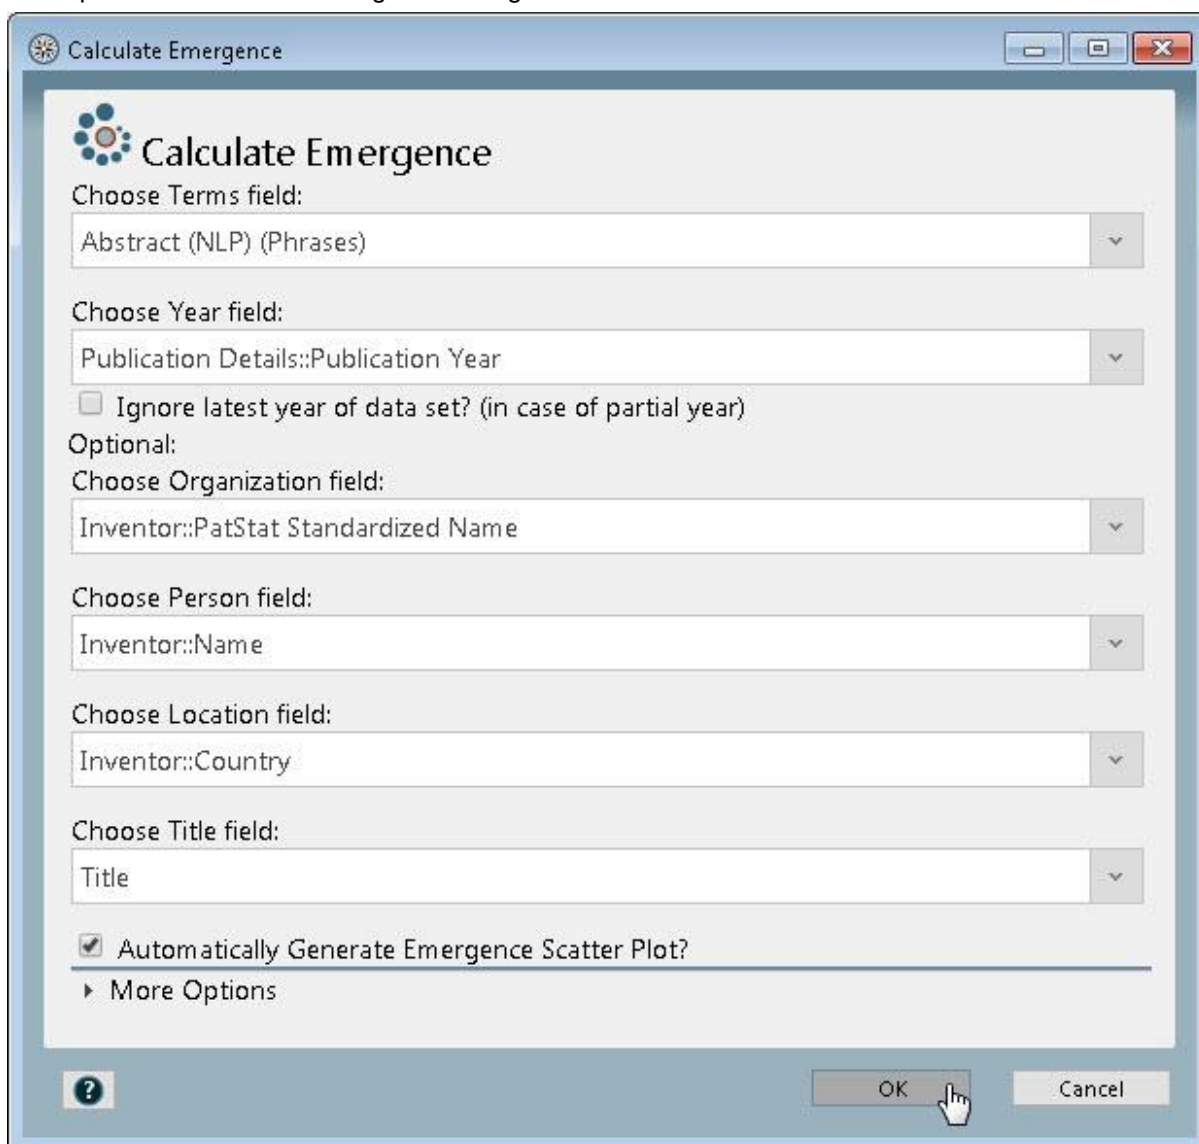 Calculate Emergence
Calculate Emergence
Choose Terms field:
Abstract (NLP) (Phrases)
Choose Year field:
Publication Details::Publication Year
Ignore latest year of data set? (in case of partial year)
Optional:
Choose Organization field:
Inventor::PatStat Standardized Name
Choose Person field:
Inventor::Name
Choose Location field:
Inventor::Country
Choose Title field:
Title
Automatically Generate Emergence Scatter Plot?
More Options
?
OK
Cancel